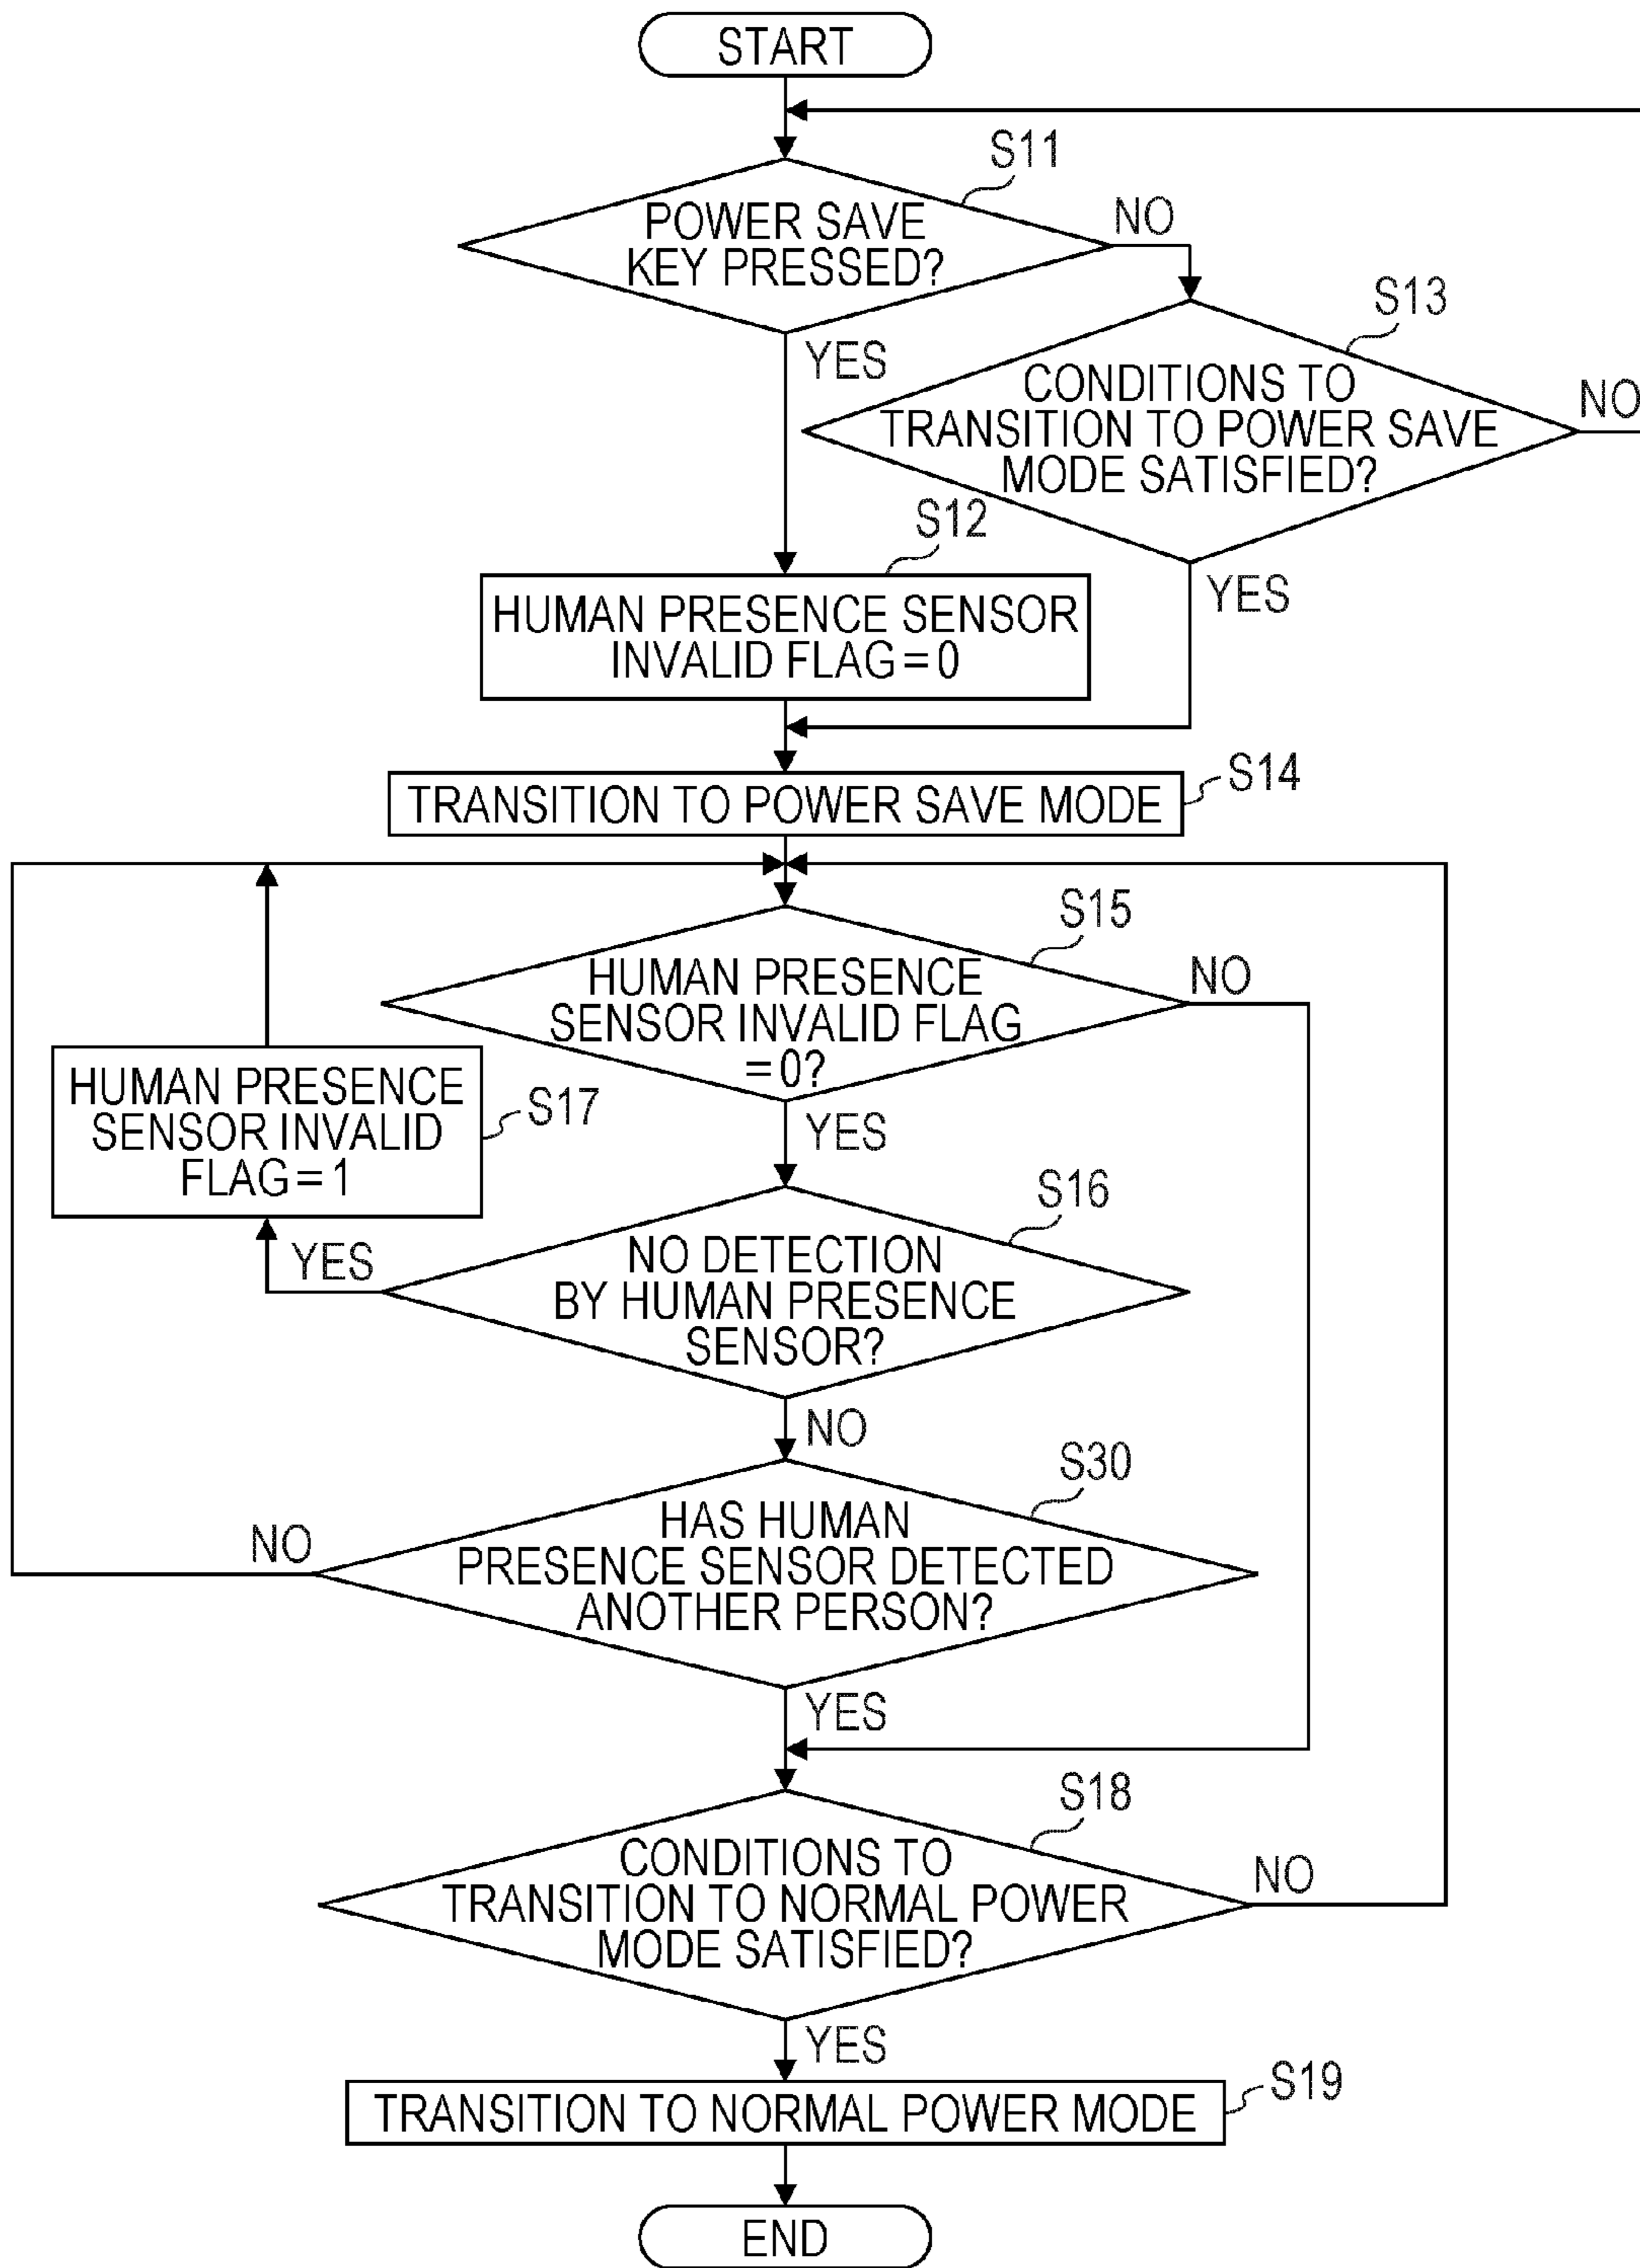 START
S11
POWER SAVE
KEY PRESSED?
NO
YES
S13
CONDITIONS TO
TRANSITION TO POWER SAVE
MODE SATISFIED?
NO
YES
S12
HUMAN PRESENCE SENSOR
INVALID FLAG = 0
S14
TRANSITION TO POWER SAVE MODE
S15
HUMAN PRESENCE
SENSOR INVALID FLAG
= 0?
NO
YES
HUMAN PRESENCE
SENSOR INVALID
FLAG = 1
S17
S16
NO DETECTION
BY HUMAN PRESENCE
SENSOR?
YES
NO
S30
HAS HUMAN
PRESENCE SENSOR DETECTED
ANOTHER PERSON?
NO
YES
S18
CONDITIONS TO
TRANSITION TO NORMAL POWER
MODE SATISFIED?
NO
YES
S19
TRANSITION TO NORMAL POWER MODE
END